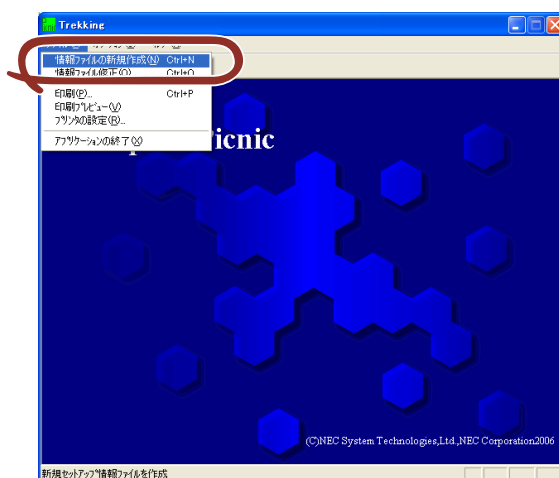 Trekking
情報ファイルの新規作成(N) Ctrl+N
情報ファイル修正(O) Ctrl+O
印刷(P)... Ctrl+P
印刷プレビュー(V)
プリンタの設定(R)...
アプリケーションの終了(X)
icnic
(C)NEC System Technologies,Ltd.,NEC Corporation2006
新規セットアップ情報ファイルを作成